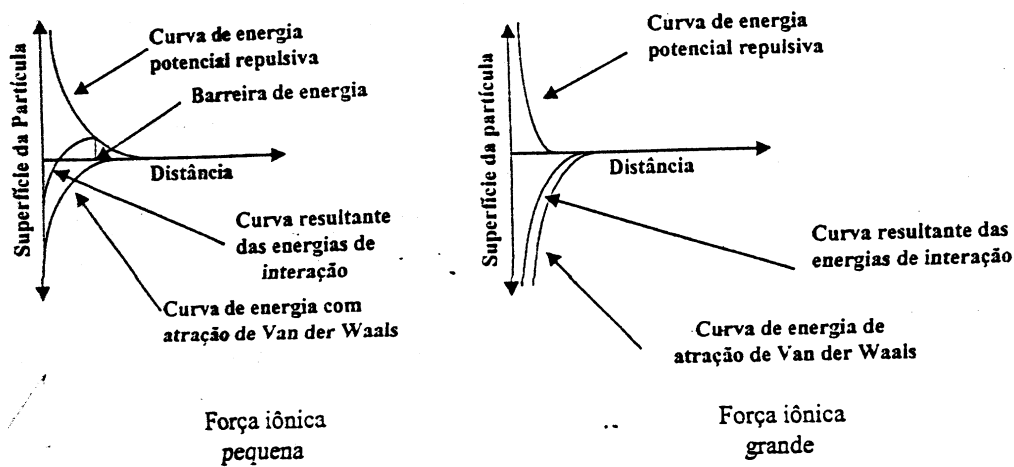 Superfície da Partícula
Curva de energia
potencial repulsiva
Barreira de energia
Distância
Curva resultante
das energias de
interação
Curva de energia com
atração de Van der Waals
Força iônica
pequena
Superfície da partícula
Curva de energia
potencial repulsiva
Distância
Curva resultante das
energias de interação
Curva de energia de
atração de Van der Waals
Força iônica
grande